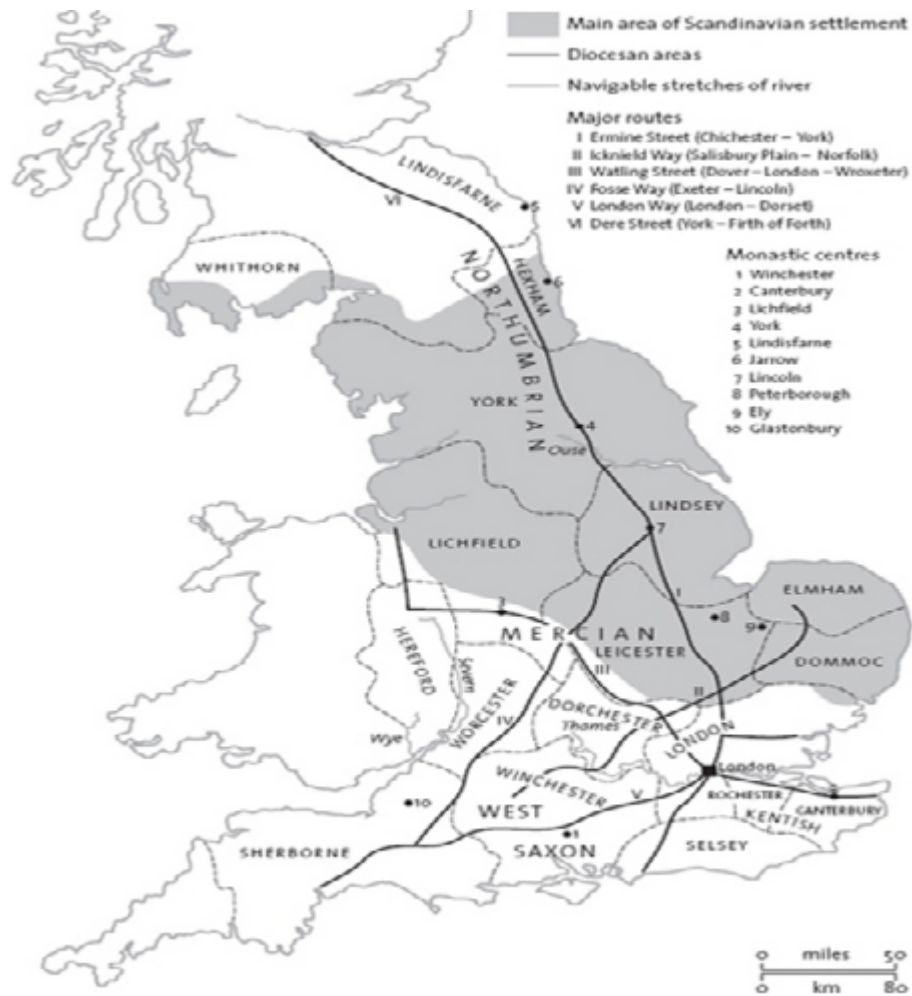 Main area of Scandinavian settlement
Diocesan areas
Navigable stretches of river
Major routes
I Ermine Street (Chichester – York)
II Icknield Way (Salisbury Plain – Norfolk)
III Watling Street (Dover – London – Wroxeter)
IV Fosse Way (Exeter – Lincoln)
V London Way (London – Dorset)
VI Dere Street (York – Firth of Forth)
Monastic centres
1 Winchester
2 Canterbury
3 Lichfield
4 York
5 Lindisfarne
6 Jarrow
7 Lincoln
8 Peterborough
9 Ely
10 Glastonbury
LINDISFARNE
VI
5
WHITHORN
HEXHAM
6
NORTHUMBRIAN
YORK
4
Ouse
LINDSEY
7
LICHFIELD
ELMHAM
I
3
8
9
MERCIAN
LEICESTER
DOMMOC
HEREFORD
Severn
III
II
WORCESTER
IV
DORCHESTER
Thames
Wye
LONDON
London
WINCHESTER
V
ROCHESTER
2
CANTERBURY
10
WEST
KENTISH
1
SAXON
SELSEY
SHERBORNE
0 miles 50
0 km 80